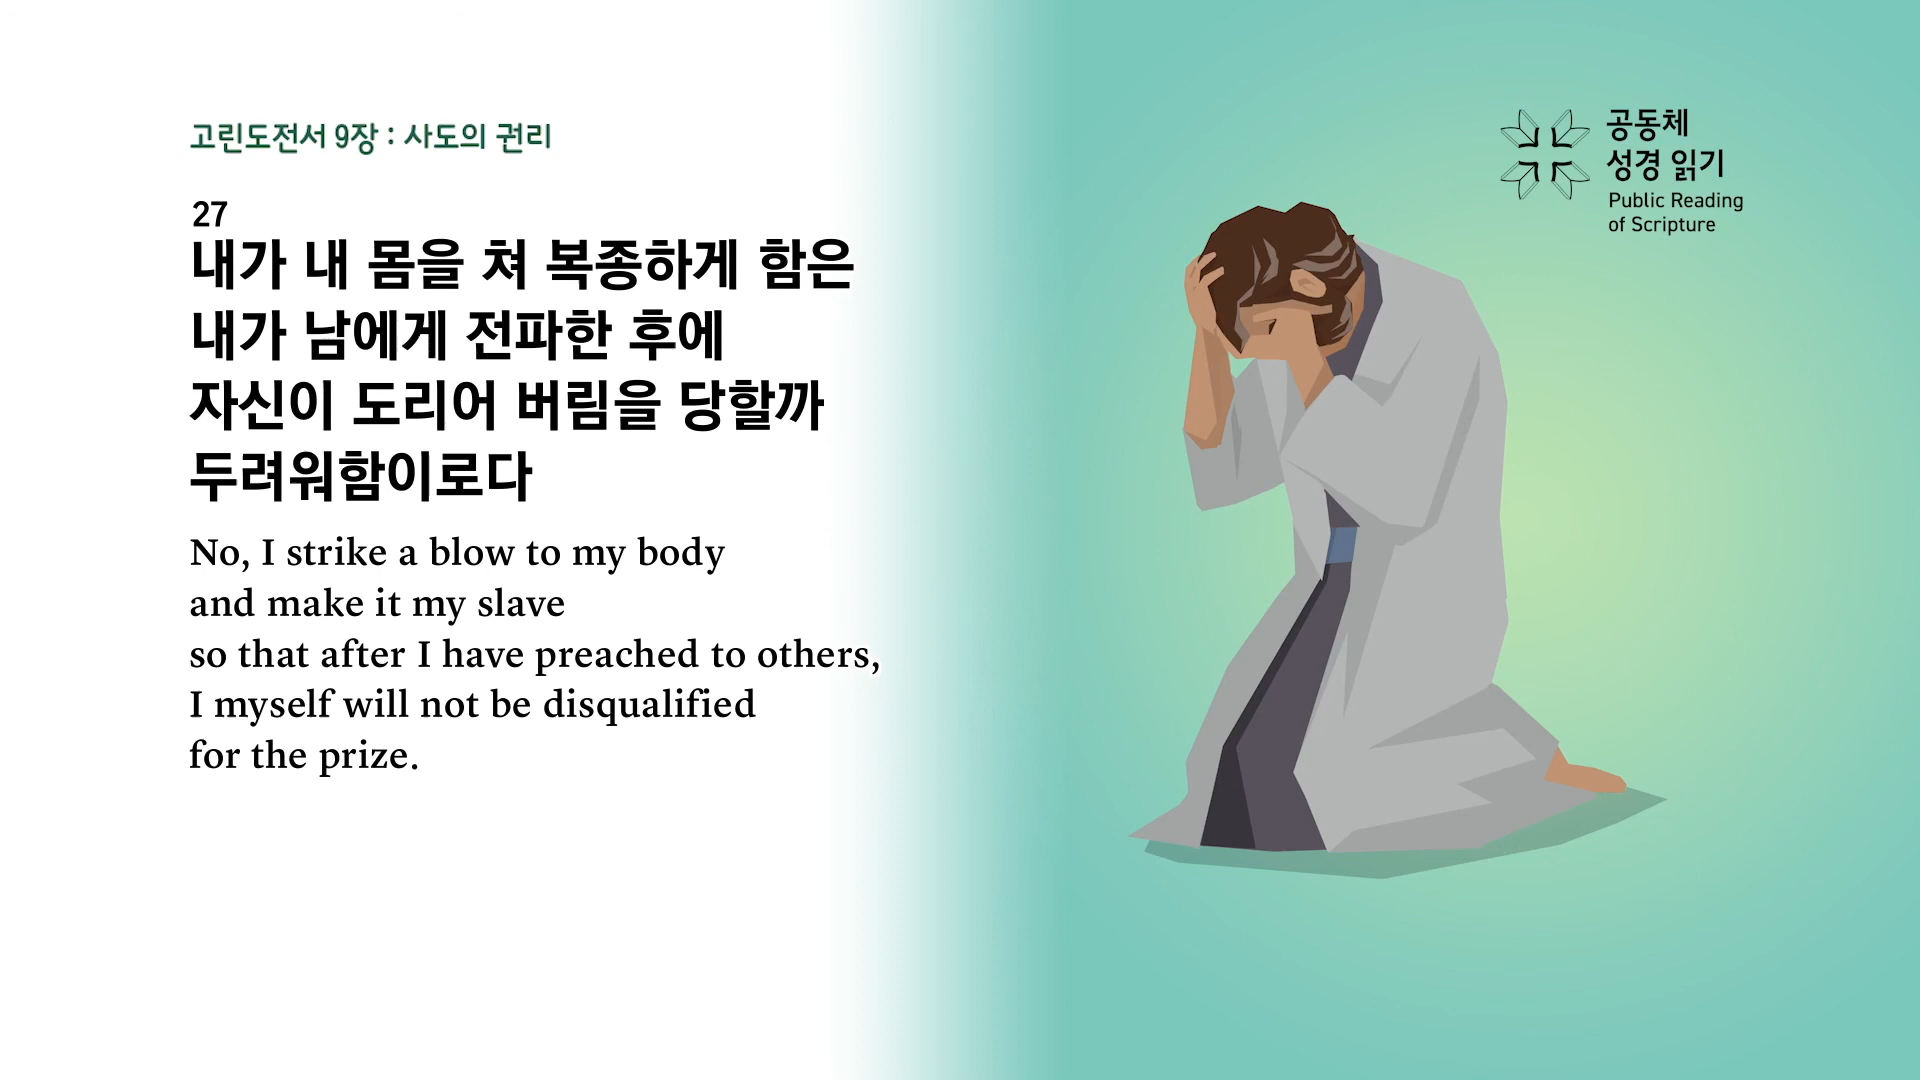 고린도전서 9장 : 사도의 권리
27
내가 내 몸을 쳐 복종하게 함은
내가 남에게 전파한 후에
자신이 도리어 버림을 당할까
두려워함이로다
No, I strike a blow to my body
and make it my slave
so that after I have preached to others,
I myself will not be disqualified
for the prize.
공동체
성경 읽기
Public Reading
of Scripture